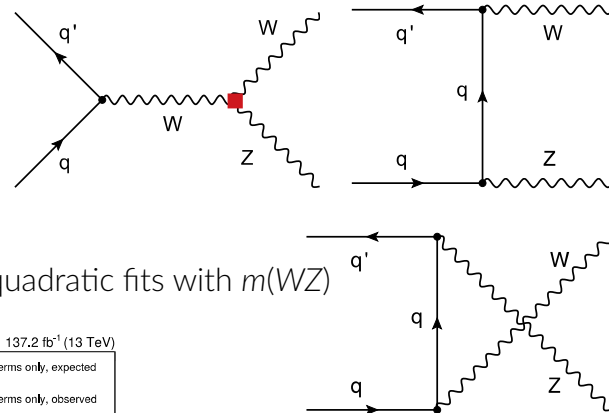 q'
W
q
W
Z
q'
W
q
q
Z
quadratic fits with m(WZ)
q'
W
q
q
Z
137.2 fb⁻¹ (13 TeV)
erms only, expected
erms only, observed